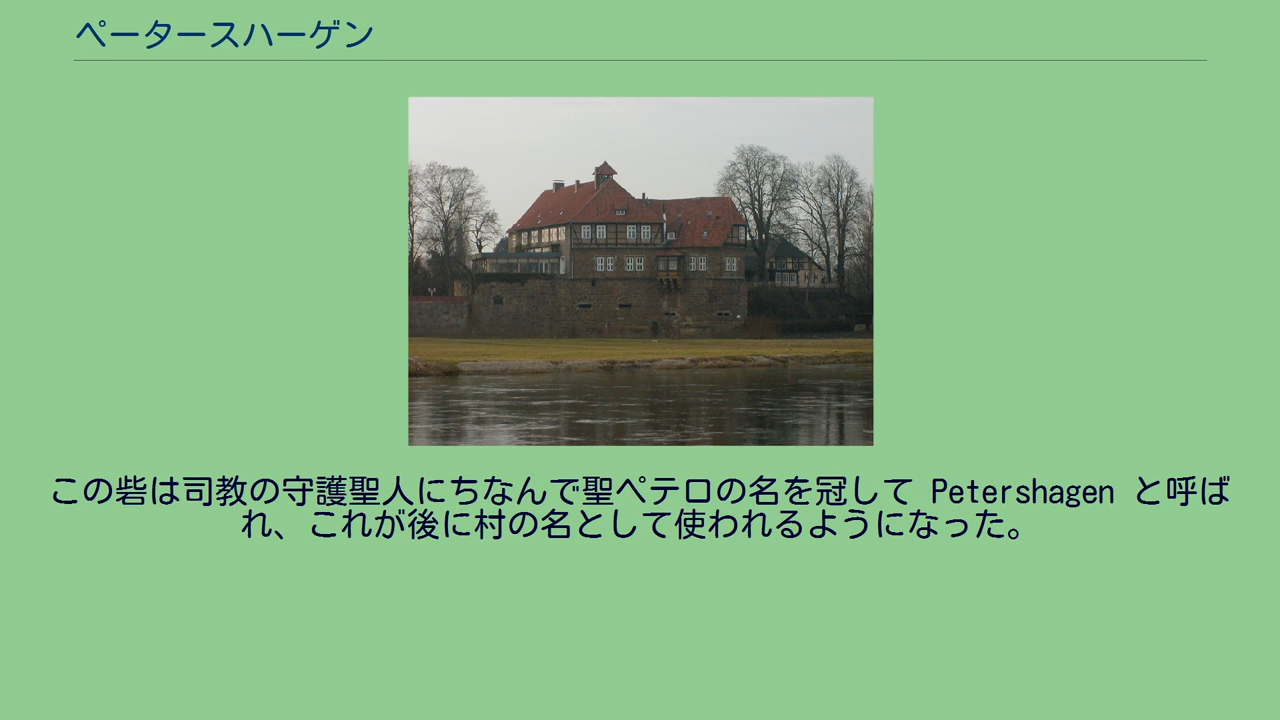 ペータースハーゲン
この砦は司教の守護聖人にちなんで聖ペテロの名を冠して Petershagen と呼ば
れ、これが後に村の名として使われるようになった。